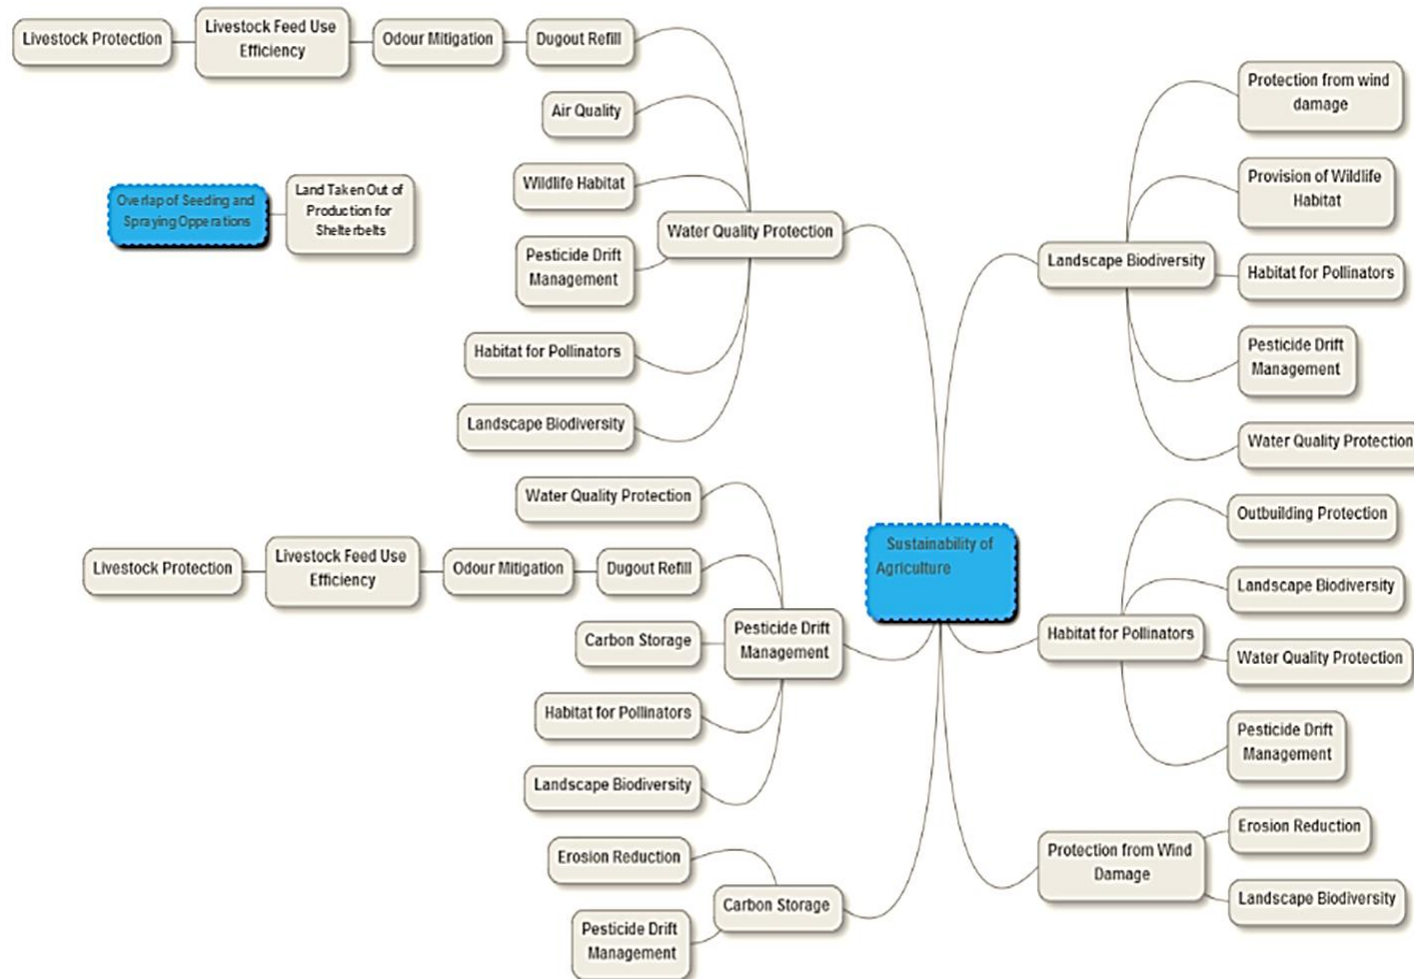 Livestock Protection
Livestock Feed Use
Efficiency
Odour Mitigation
Dugout Refill
Air Quality
Wildlife Habitat
Overlap of Seeding and
Spraying Opperations
Land Taken Out of
Production for
Shelterbelts
Water Quality Protection
Pesticide Drift
Management
Habitat for Pollinators
Landscape Biodiversity
Water Quality Protection
Livestock Protection
Livestock Feed Use
Efficiency
Odour Mitigation
Dugout Refill
Carbon Storage
Pesticide Drift
Management
Habitat for Pollinators
Landscape Biodiversity
Erosion Reduction
Carbon Storage
Pesticide Drift
Management
Sustainability of
Agriculture
Protection from wind
damage
Provision of Wildlife
Habitat
Landscape Biodiversity
Habitat for Pollinators
Pesticide Drift
Management
Water Quality Protection
Outbuilding Protection
Landscape Biodiversity
Habitat for Pollinators
Water Quality Protection
Pesticide Drift
Management
Erosion Reduction
Protection from Wind
Damage
Landscape Biodiversity